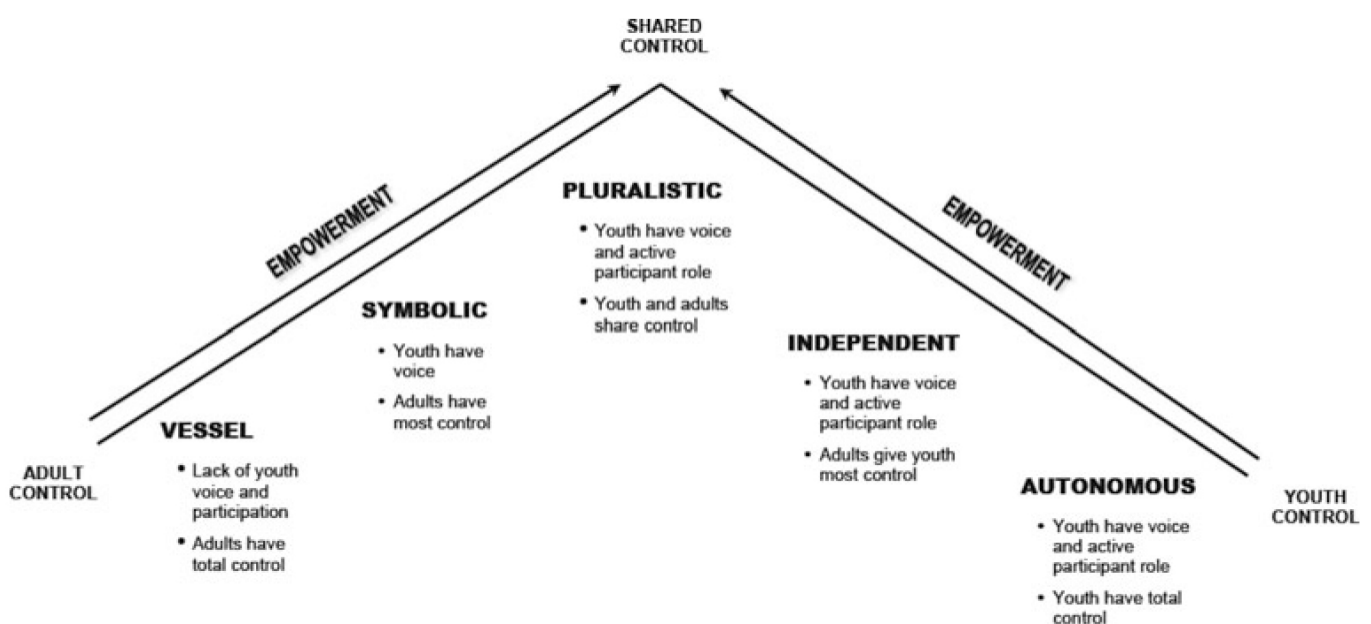 SHARED
CONTROL
EMPOWERMENT
EMPOWERMENT
PLURALISTIC
• Youth have voice
and active
participant role
• Youth and adults
share control
SYMBOLIC
• Youth have
voice
• Adults have
most control
INDEPENDENT
• Youth have voice
and active
participant role
• Adults give youth
most control
VESSEL
• Lack of youth
voice and
participation
• Adults have
total control
ADULT
CONTROL
AUTONOMOUS
• Youth have voice
and active
participant role
• Youth have total
control
YOUTH
CONTROL